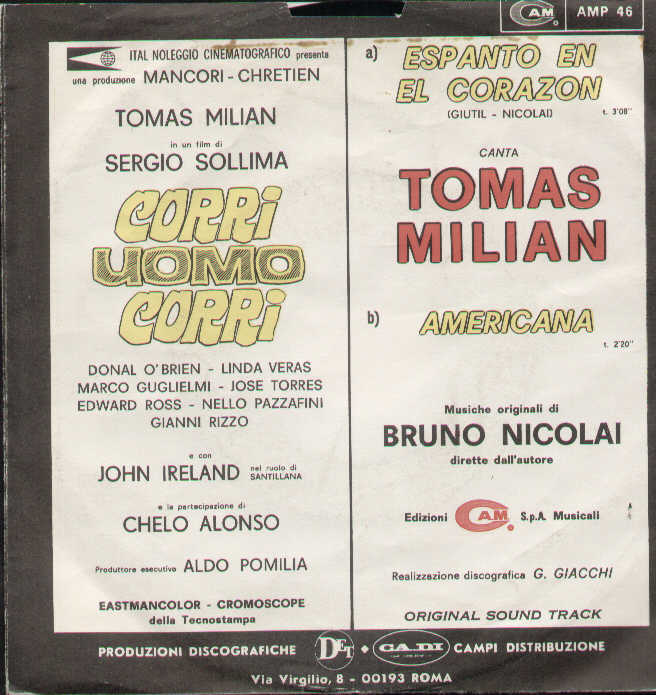 CAM AMP 46
ITAL NOLEGGIO CINEMATOGRAFICO presenta
una produzione MANCORI - CHRETIEN
TOMAS MILIAN
in un film di
SERGIO SOLLIMA
CORRI
UOMO
CORRI
DONAL O'BRIEN - LINDA VERAS
MARCO GUGLIELMI - JOSE TORRES
EDWARD ROSS - NELLO PAZZAFINI
GIANNI RIZZO
e con
JOHN IRELAND nel ruolo di SANTILLANA
e la partecipazione di
CHELO ALONSO
Produttore esecutivo ALDO POMILIA
EASTMANCOLOR - CROMOSCOPE
della Tecnostampa
a) ESPANTO EN
EL CORAZON
(GIUTIL - NICOLAI) t. 3'08"
CANTA
TOMAS
MILIAN
b) AMERICANA
t. 2'20"
Musiche originali di
BRUNO NICOLAI
dirette dall'autore
Edizioni CAM S.p.A. Musicali
Realizzazione discografica G. GIACCHI
ORIGINAL SOUND TRACK
PRODUZIONI DISCOGRAFICHE DET + CA.DI CAMPI DISTRIBUZIONE
Via Virgilio, 8 - 00193 ROMA